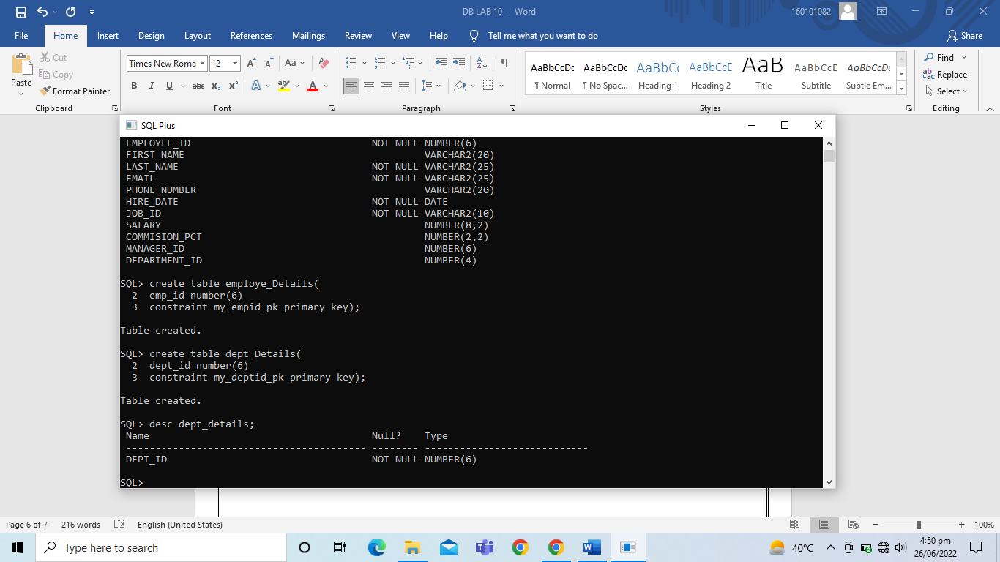 DB LAB 10 - Word
160101082
File Home Insert Design Layout References Mailings Review View Help Tell me what you want to do Share
Paste
Cut
Copy
Format Painter
Clipboard
Times New Roma 12
Font
Paragraph
AaBbCcDc AaBbCcDc AaBbCc AaBbCcD AaB AaBbCcD AaBbCcDc
¶ Normal ¶ No Spac... Heading 1 Heading 2 Title Subtitle Subtle Em...
Styles
Find
Replace
Select
Editing
SQL Plus
EMPLOYEE_ID NOT NULL NUMBER(6)
FIRST_NAME VARCHAR2(20)
LAST_NAME NOT NULL VARCHAR2(25)
EMAIL NOT NULL VARCHAR2(25)
PHONE_NUMBER VARCHAR2(20)
HIRE_DATE NOT NULL DATE
JOB_ID NOT NULL VARCHAR2(10)
SALARY NUMBER(8,2)
COMMISION_PCT NUMBER(2,2)
MANAGER_ID NUMBER(6)
DEPARTMENT_ID NUMBER(4)
SQL> create table employe_Details(
2 emp_id number(6)
3 constraint my_empid_pk primary key);
Table created.
SQL> create table dept_Details(
2 dept_id number(6)
3 constraint my_deptid_pk primary key);
Table created.
SQL> desc dept_details;
Name Null? Type
----------------------------------------- -------- ----------------------------
DEPT_ID NOT NULL NUMBER(6)
SQL>
Page 6 of 7 216 words English (United States) 100%
Type here to search
40°C
4:50 pm
26/06/2022